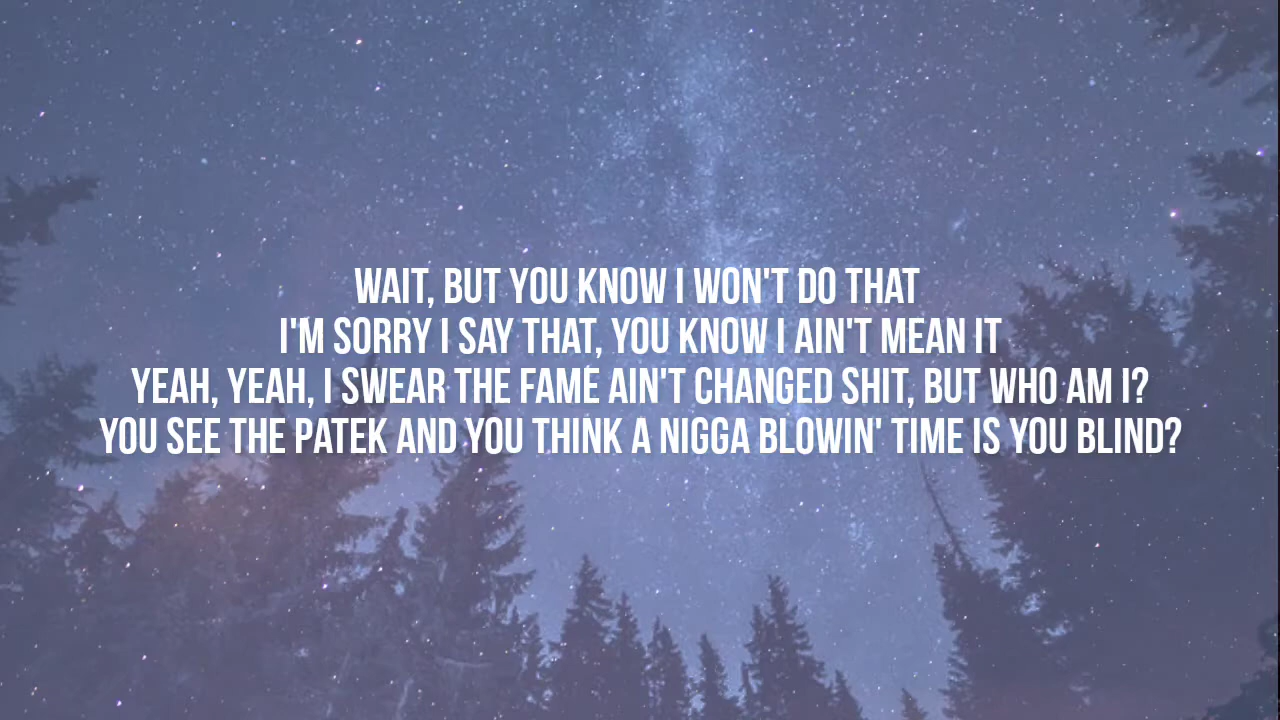 WAIT, BUT YOU KNOW I WON'T DO THAT
I'M SORRY I SAY THAT, YOU KNOW I AIN'T MEAN IT
YEAH, YEAH, I SWEAR THE FAME AIN'T CHANGED SHIT, BUT WHO AM I?
YOU SEE THE PATEK AND YOU THINK A NIGGA BLOWIN' TIME IS YOU BLIND?